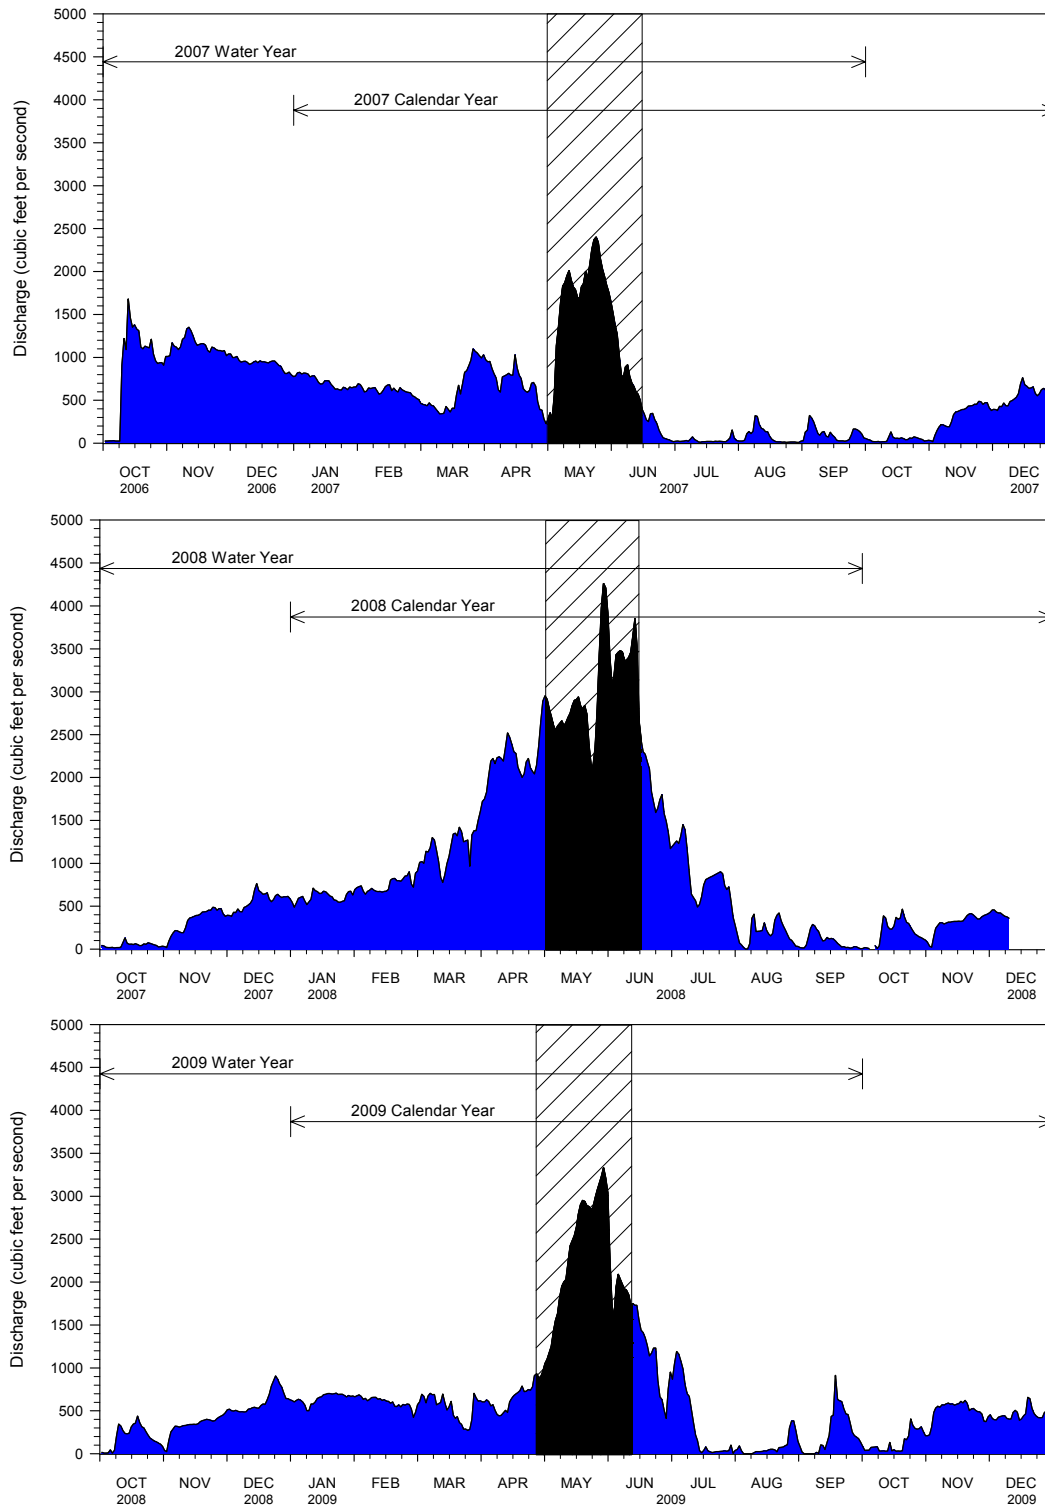 5000
2007 Water Year
4500
2007 Calendar Year
4000
3500
3000
2500
2000
1500
1000
500
0
Discharge (cubic feet per second)
OCT NOV DEC JAN FEB MAR APR MAY JUN JUL AUG SEP OCT NOV DEC
2006 2006 2007 2007 2007
5000
2008 Water Year
4500
2008 Calendar Year
4000
3500
3000
2500
2000
1500
1000
500
0
Discharge (cubic feet per second)
OCT NOV DEC JAN FEB MAR APR MAY JUN JUL AUG SEP OCT NOV DEC
2007 2007 2008 2008 2008
5000
2009 Water Year
4500
2009 Calendar Year
4000
3500
3000
2500
2000
1500
1000
500
0
Discharge (cubic feet per second)
OCT NOV DEC JAN FEB MAR APR MAY JUN JUL AUG SEP OCT NOV DEC
2008 2008 2009 2009 2009